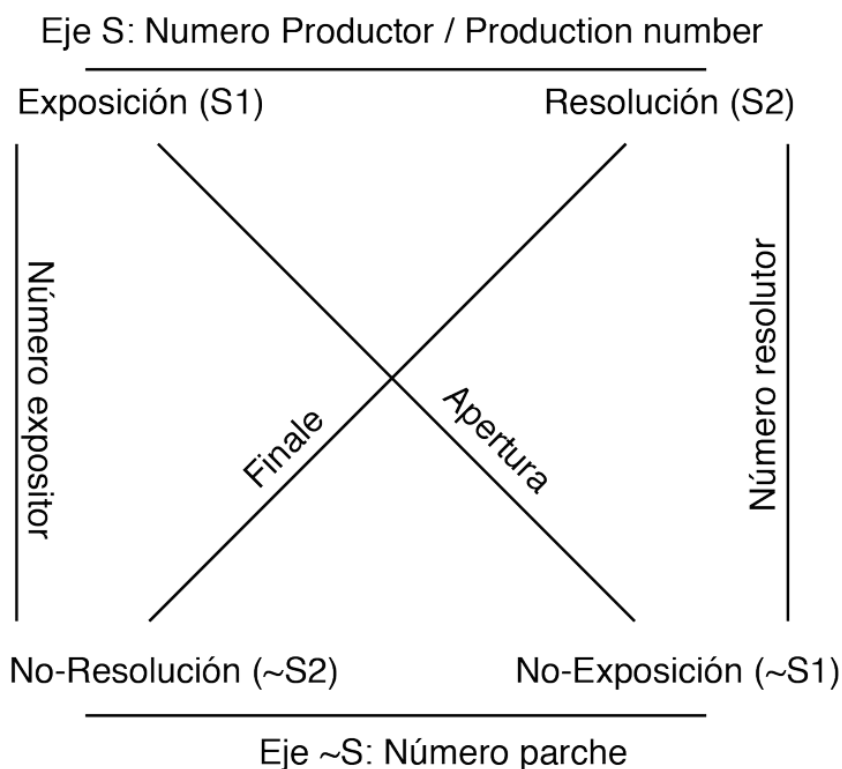 Eje S: Numero Productor / Production number
Exposición (S1)
Resolución (S2)
Número expositor
Finale
Apertura
Número resolutor
No-Resolución (~S2)
No-Exposición (~S1)
Eje ~S: Número parche